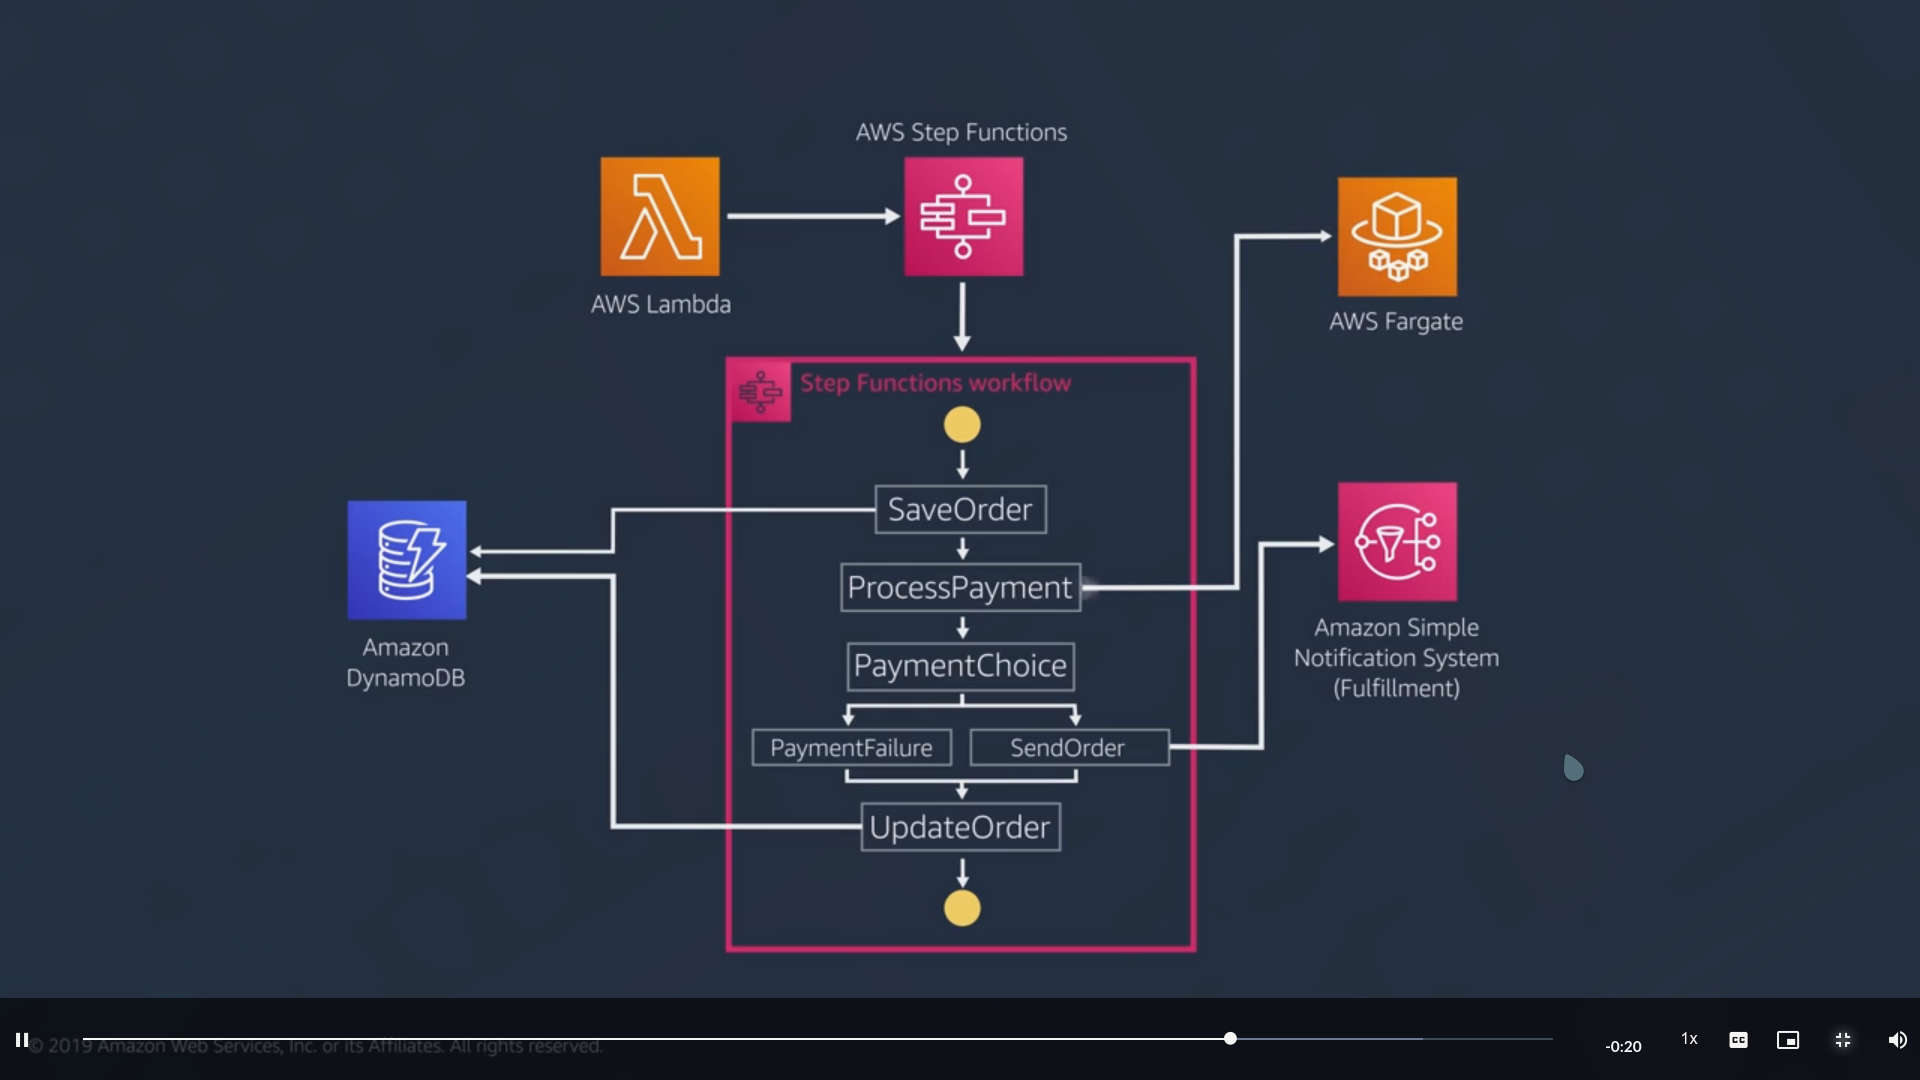 AWS Step Functions
AWS Lambda
AWS Fargate
Step Functions workflow
SaveOrder
ProcessPayment
Amazon
DynamoDB
Amazon Simple
Notification System
(Fulfillment)
PaymentChoice
PaymentFailure
SendOrder
UpdateOrder
© 2019 Amazon Web Services, Inc. or its Affiliates. All rights reserved.
-0:20
1x
CC